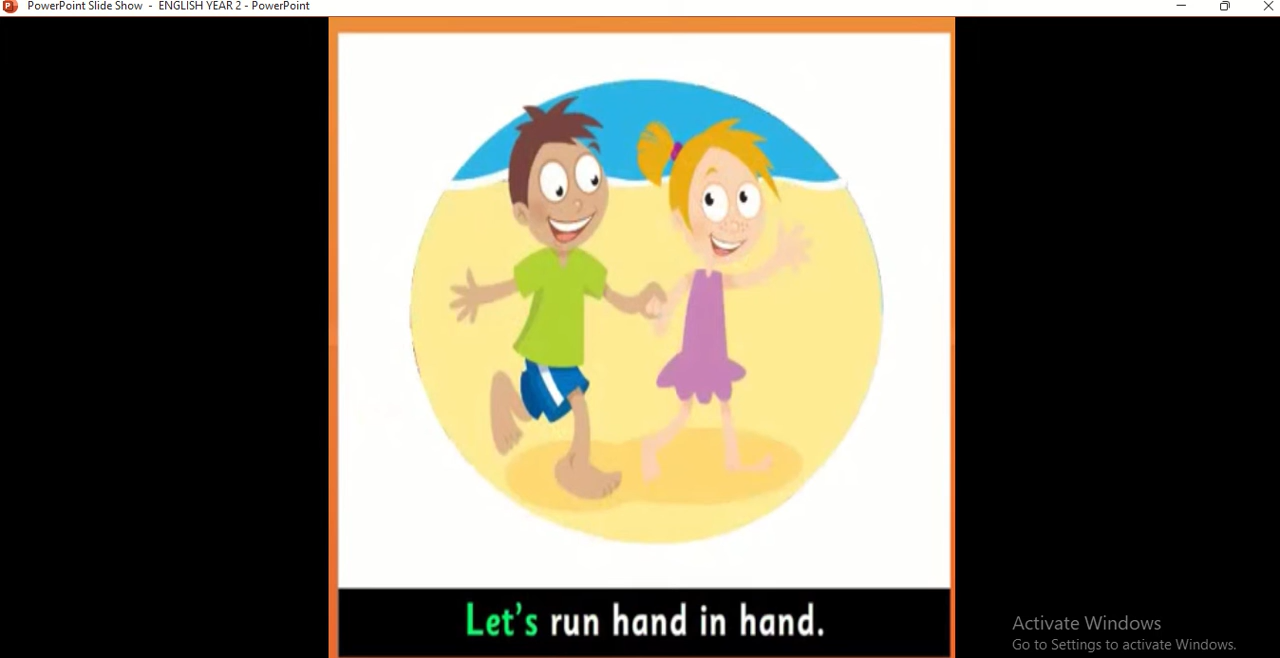 PowerPoint Slide Show - ENGLISH YEAR 2 - PowerPoint
Let's run hand in hand.
Activate Windows
Go to Settings to activate Windows.